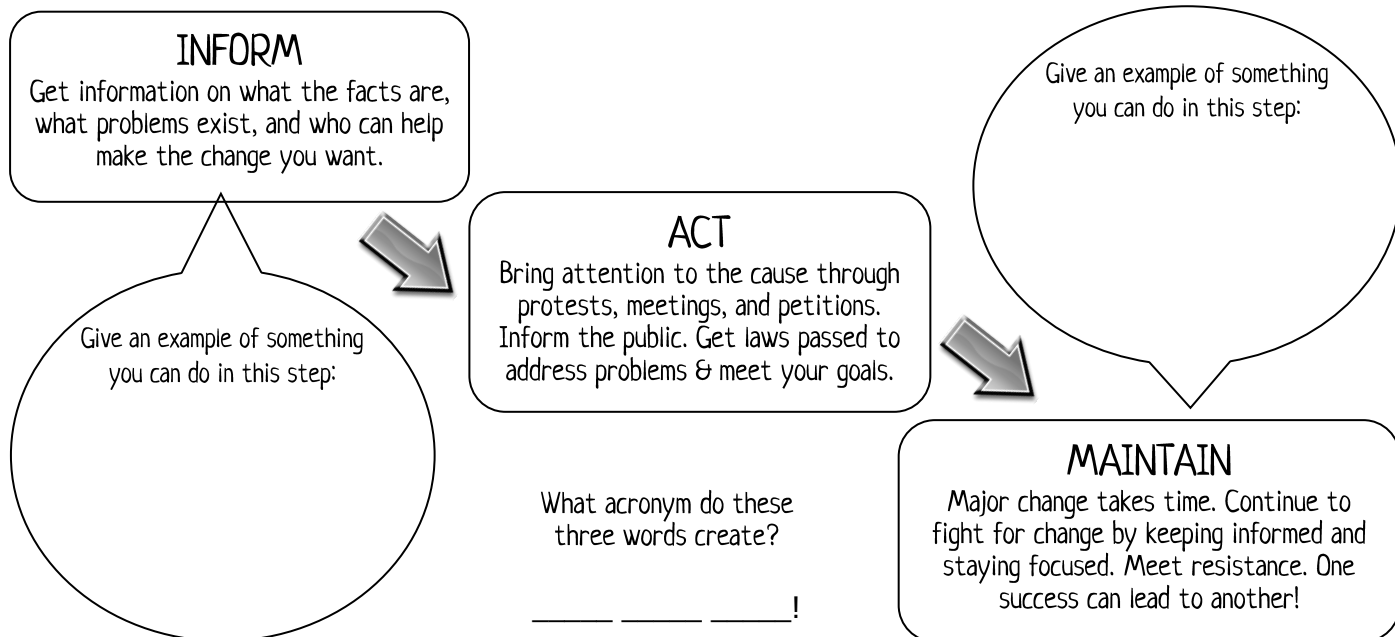 INFORM
Get information on what the facts are,
what problems exist, and who can help
make the change you want.
Give an example of something
you can do in this step:
ACT
Bring attention to the cause through
protests, meetings, and petitions.
Inform the public. Get laws passed to
address problems & meet your goals.
Give an example of something
you can do in this step:
MAINTAIN
Major change takes time. Continue to
fight for change by keeping informed and
staying focused. Meet resistance. One
success can lead to another!
What acronym do these
three words create?
_____ _____ _____!